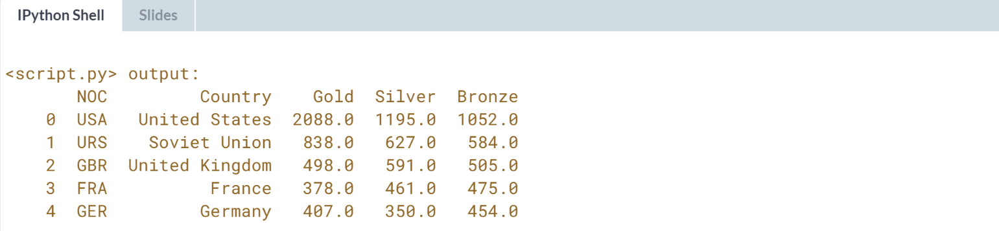 IPython Shell Slides
<script.py> output:
NOC Country Gold Silver Bronze
0 USA United States 2088.0 1195.0 1052.0
1 URS Soviet Union 838.0 627.0 584.0
2 GBR United Kingdom 498.0 591.0 505.0
3 FRA France 378.0 461.0 475.0
4 GER Germany 407.0 350.0 454.0